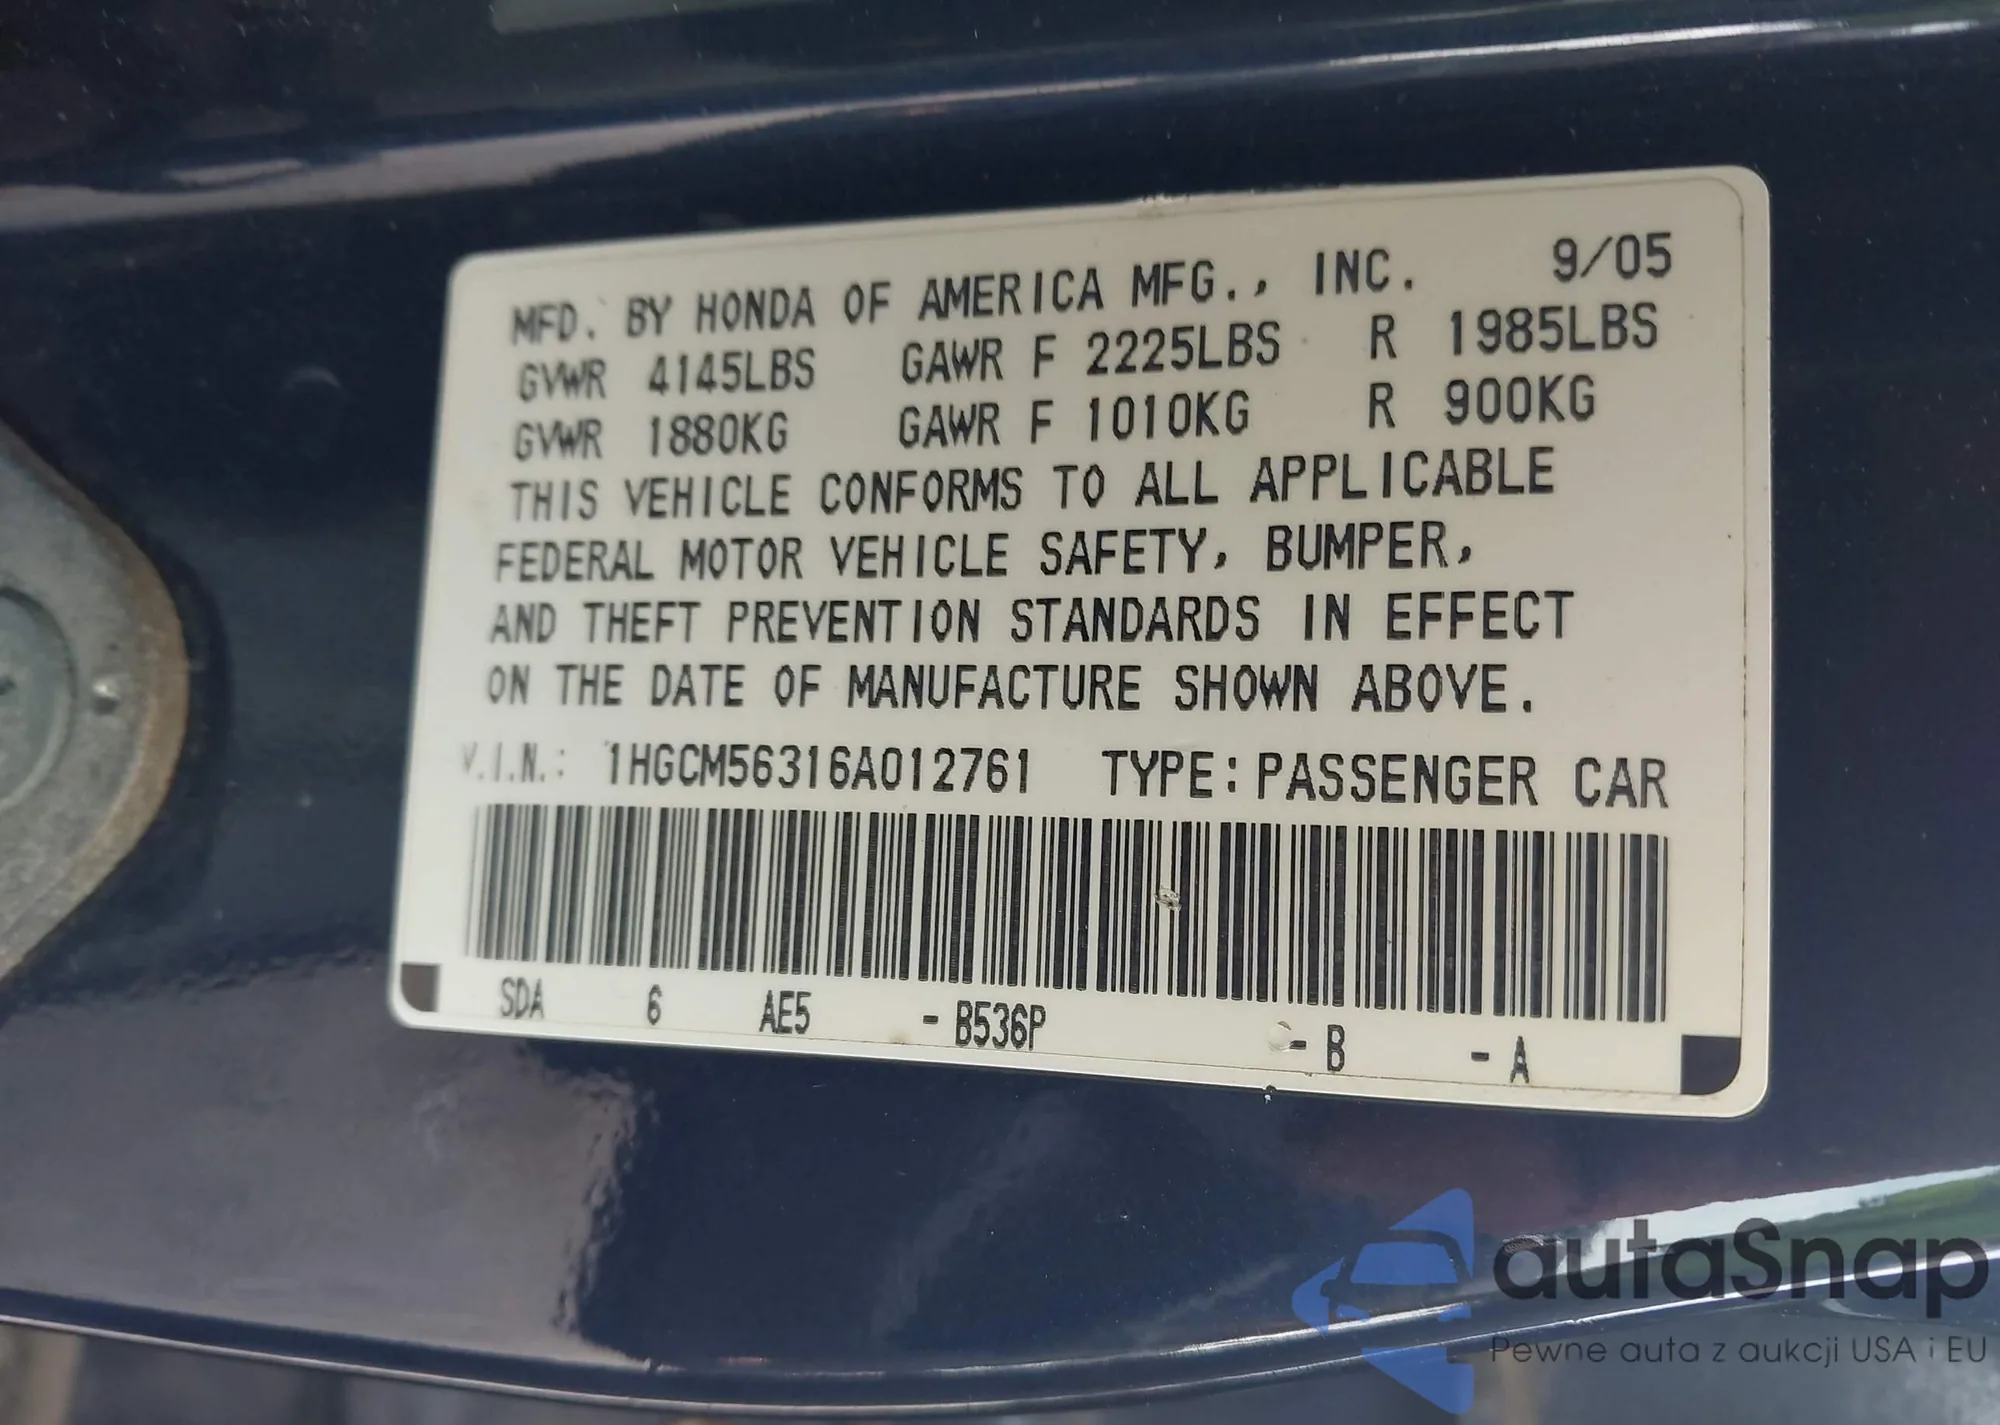 MFD. BY HONDA OF AMERICA MFG., INC. 9/05
GVWR 4145LBS GAWR F 2225LBS R 1985LBS
GVWR 1880KG GAWR F 1010KG R 900KG
THIS VEHICLE CONFORMS TO ALL APPLICABLE
FEDERAL MOTOR VEHICLE SAFETY, BUMPER,
AND THEFT PREVENTION STANDARDS IN EFFECT
ON THE DATE OF MANUFACTURE SHOWN ABOVE.
V.I.N.: 1HGCM56316A012761 TYPE:PASSENGER CAR
SDA 6 AE5 - B536P - B - A
autaSnap
Pewne auta z aukcji USA i EU